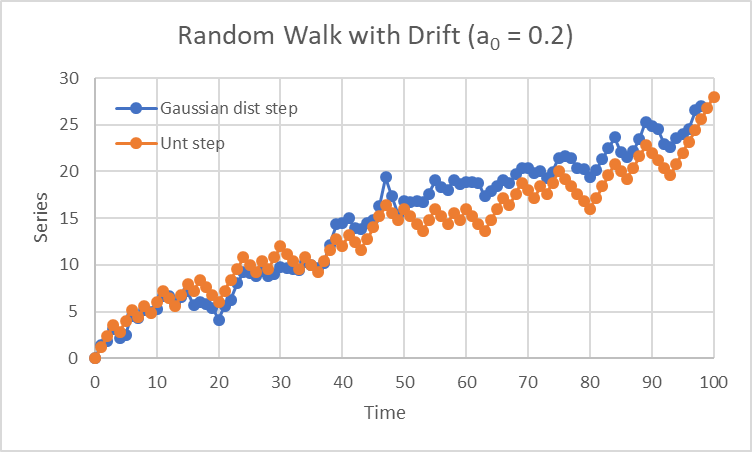 Random Walk with Drift (a0 = 0.2)
30
25
20
15
10
5
0
Series
Gaussian dist step
Unt step
0 10 20 30 40 50 60 70 80 90 100
Time